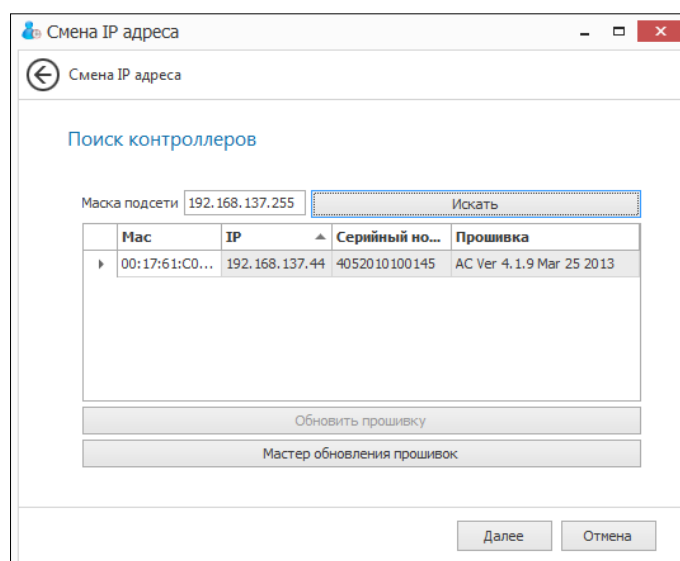 Смена IP адреса
Смена IP адреса
Поиск контроллеров
Маска подсети 192.168.137.255 Искать
Mac IP Серийный но... Прошивка
00:17:61:C0... 192.168.137.44 4052010100145 AC Ver 4.1.9 Mar 25 2013
Обновить прошивку
Мастер обновления прошивок
Далее Отмена